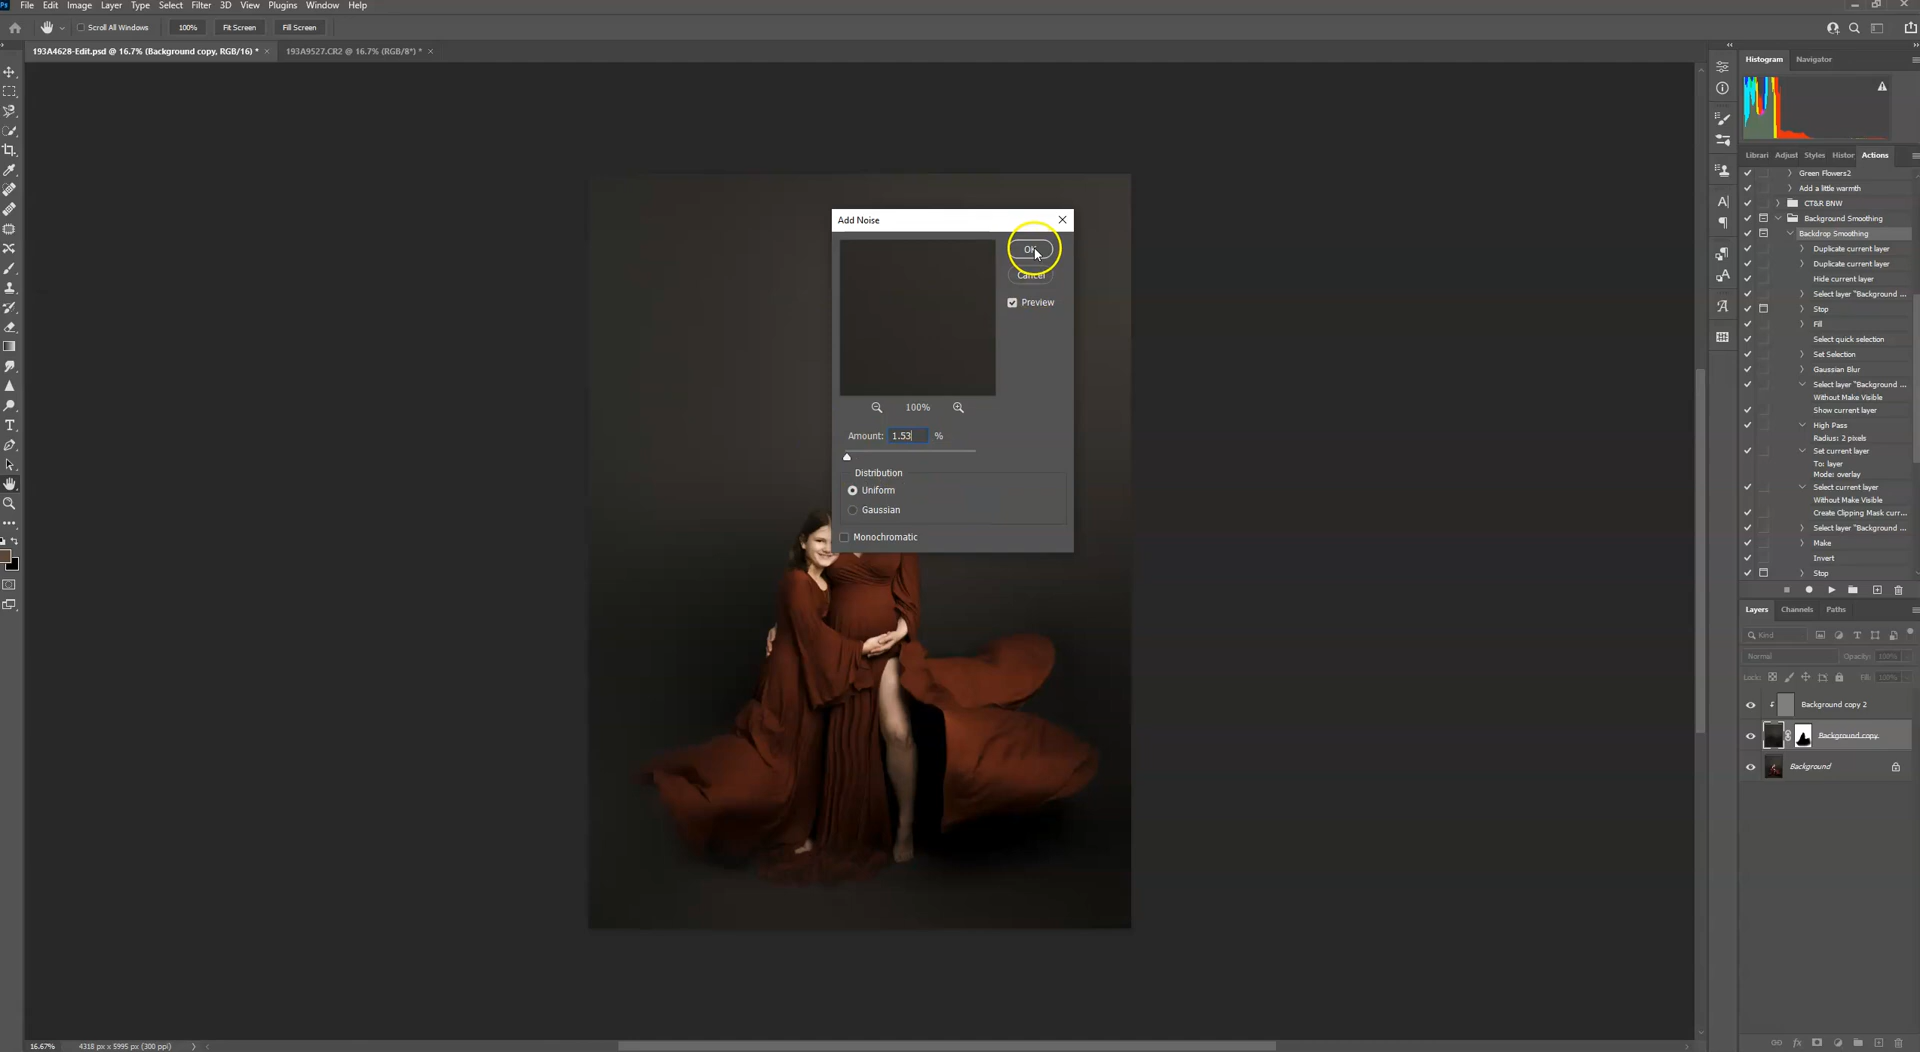 Ps File Edit Image Layer Type Select Filter 3D View Plugins Window Help
Scroll All Windows 100% Fit Screen Fill Screen
193A4628-Edit.psd @ 16.7% (Background copy, RGB/16) * × 193A9527.CR2 @ 16.7% (RGB/8*) * ×
Histogram Navigator
Librari Adjust Styles Histor Actions
Green Flowers2
Add a little warmth
CT&R BNW
Background Smoothing
Backdrop Smoothing
Duplicate current layer
Duplicate current layer
Hide current layer
Select layer "Background ...
Stop
Fill
Select quick selection
Set Selection
Gaussian Blur
Select layer "Background ...
Without Make Visible
Show current layer
High Pass
Radius: 2 pixels
Set current layer
To: layer
Mode: overlay
Select current layer
Without Make Visible
Create Clipping Mask curr...
Select layer "Background ...
Make
Invert
Stop
Add Noise
OK
Cancel
Preview
100%
Amount: 1.53 %
Distribution
Uniform
Gaussian
Monochromatic
Layers Channels Paths
Kind
Normal Opacity: 100%
Lock: Fill: 100%
Background copy 2
Background copy
Background
16.67% 4318 px x 5995 px (300 ppi)